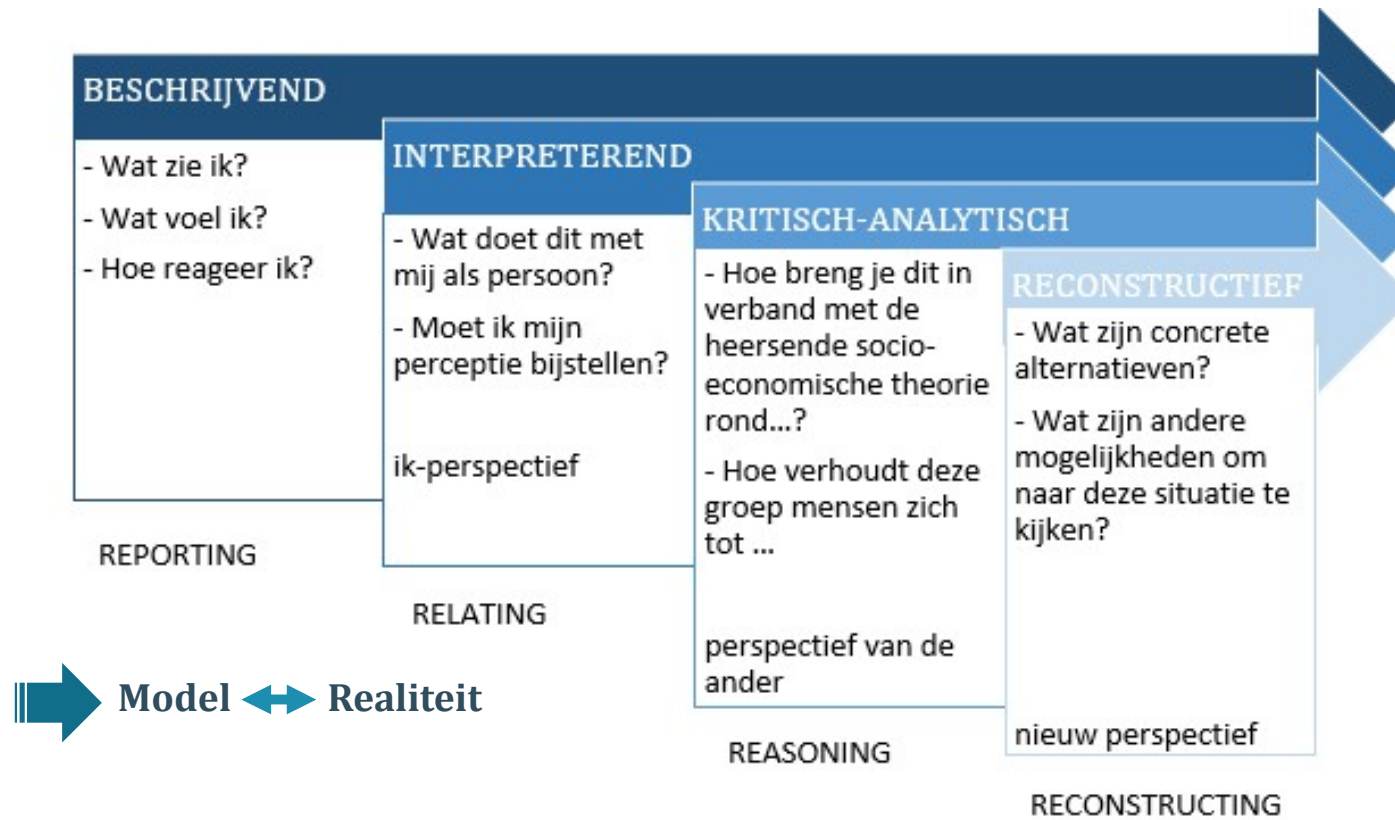 BESCHRIJVEND
- Wat zie ik?
- Wat voel ik?
- Hoe reageer ik?
REPORTING
INTERPRETEREND
- Wat doet dit met
mij als persoon?
- Moet ik mijn
perceptie bijstellen?
ik-perspectief
RELATING
KRITISCH-ANALYTISCH
- Hoe breng je dit in
verband met de
heersende socio-
economische theorie
rond...?
- Hoe verhoudt deze
groep mensen zich
tot ...
perspectief van de
ander
REASONING
RECONSTRUCTIEF
- Wat zijn concrete
alternatieven?
- Wat zijn andere
mogelijkheden om
naar deze situatie te
kijken?
nieuw perspectief
RECONSTRUCTING
Model Realiteit